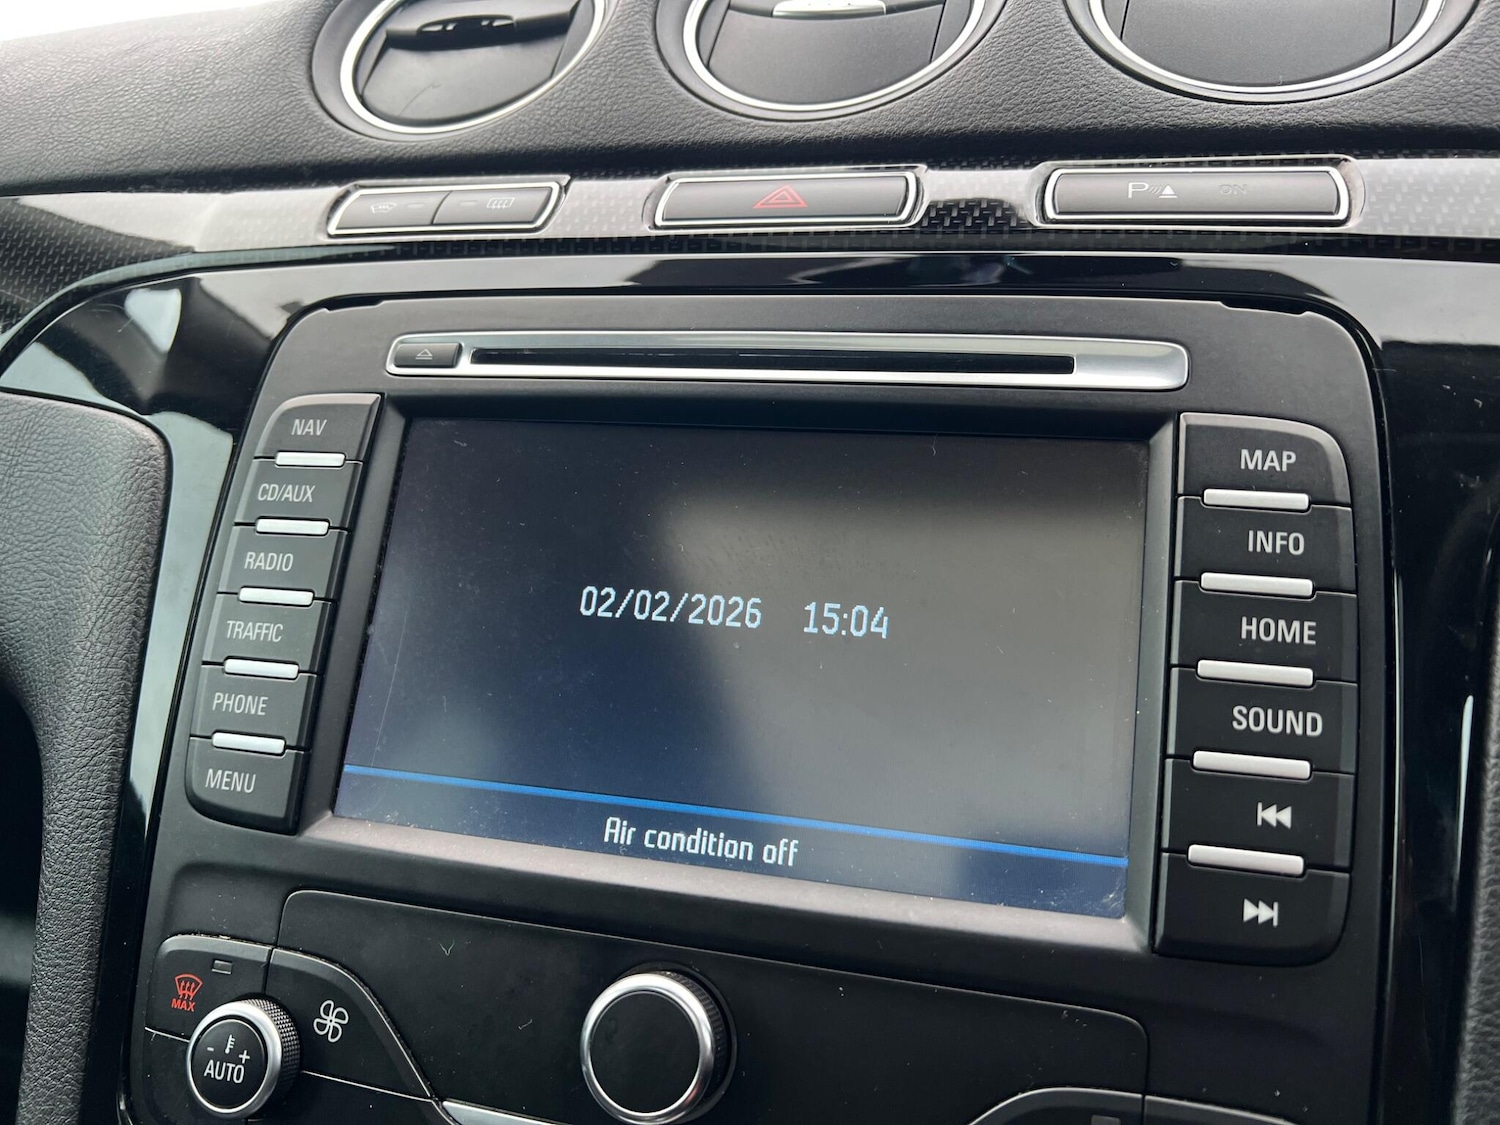 P ON
NAV
CD/AUX
RADIO
TRAFFIC
PHONE
MENU
02/02/2026 15:04
Air condition off
MAP
INFO
HOME
SOUND
MAX
- +
AUTO